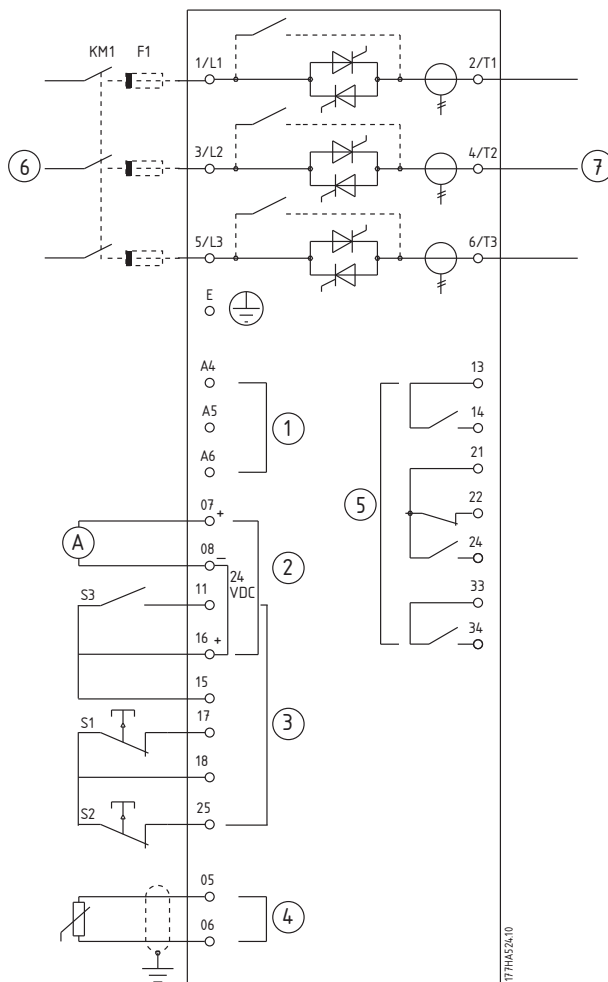 KM1 F1 1/L1 2/T1
6 3/L2 4/T2 7
5/L3 6/T3
E
A4 13
A5 1 14
A6 21
5 22
07 + 24
A 08 − 2
24
VDC
S3 11 33
16 + 34
15
S1 17 3
18
S2 25
05
4
06
177HA524.10